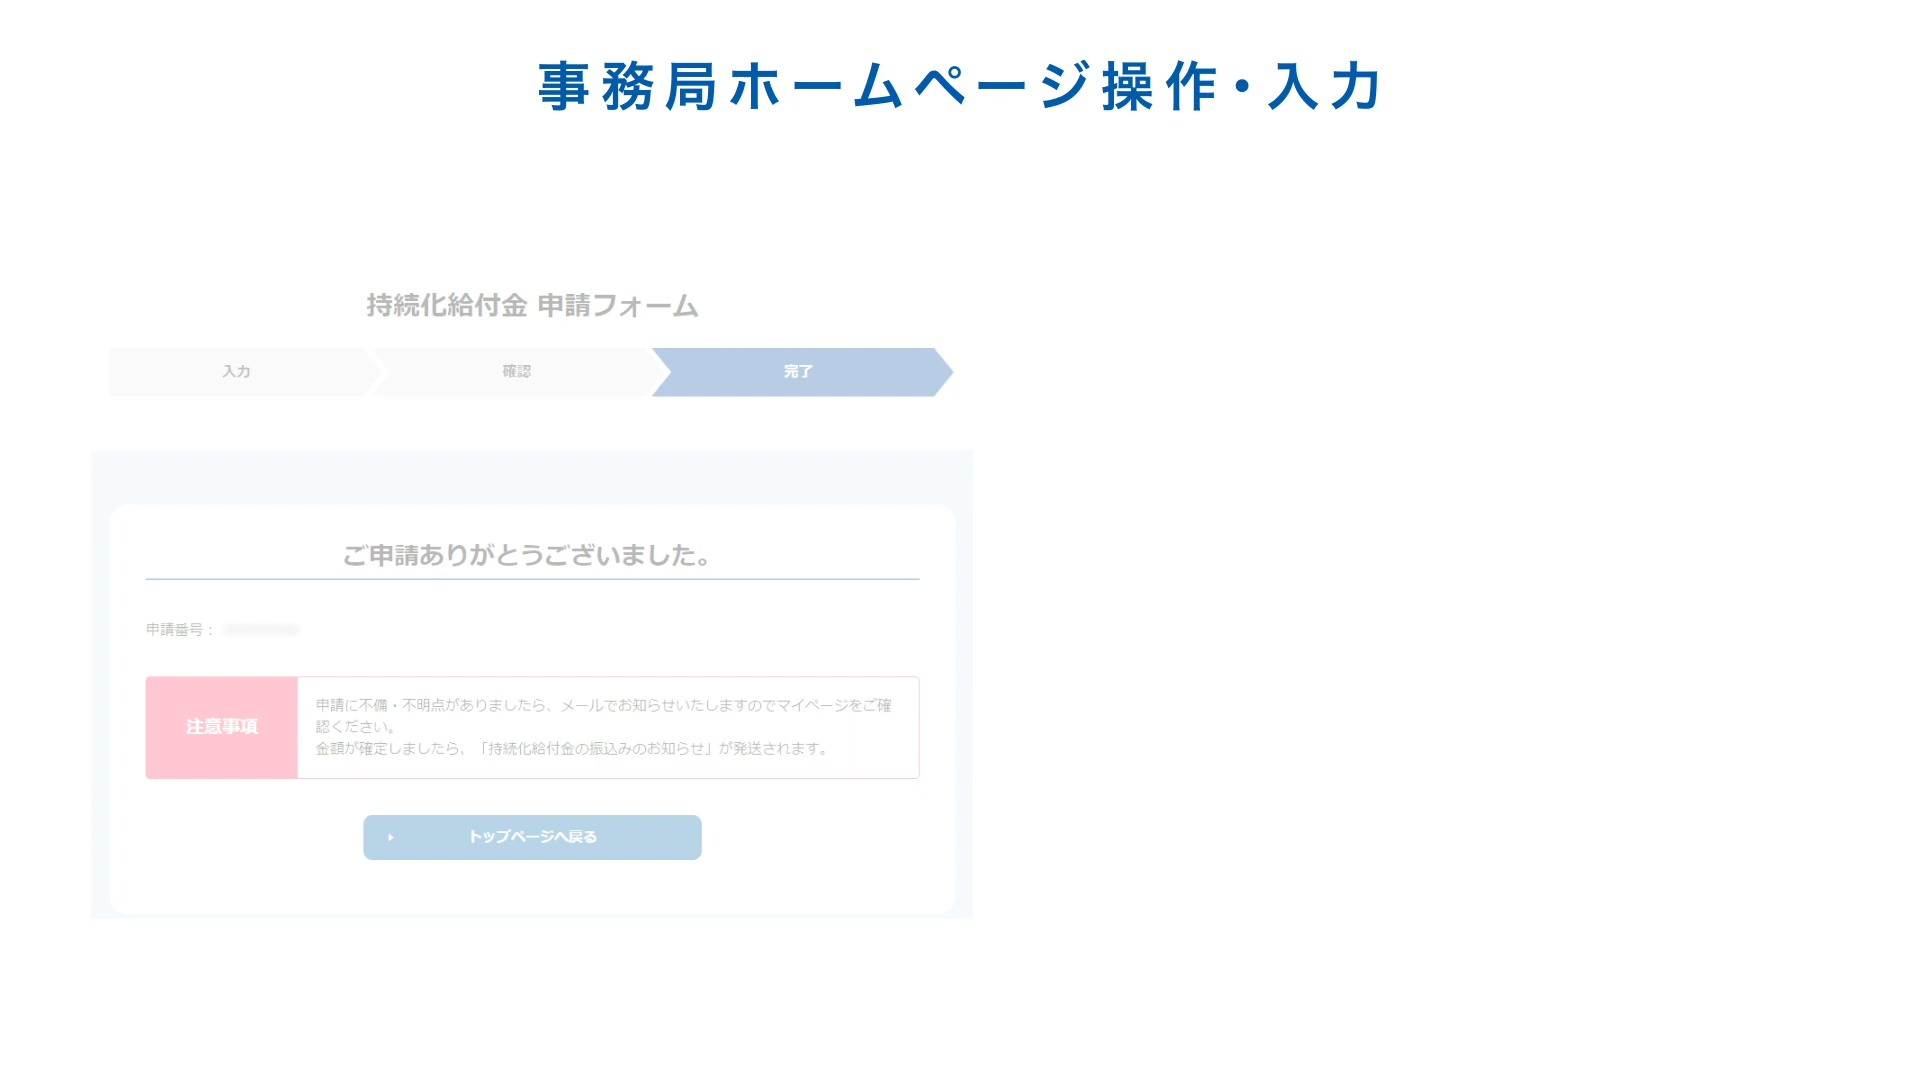 事務局ホームページ操作・入力
持続化給付金 申請フォーム
入力
確認
完了
ご申請ありがとうございました。
申請番号：
注意事項
申請に不備・不明点がありましたら、メールでお知らせいたしますのでマイページをご確
認ください。
金額が確定しましたら、「持続化給付金の振込みのお知らせ」が発送されます。
トップページへ戻る